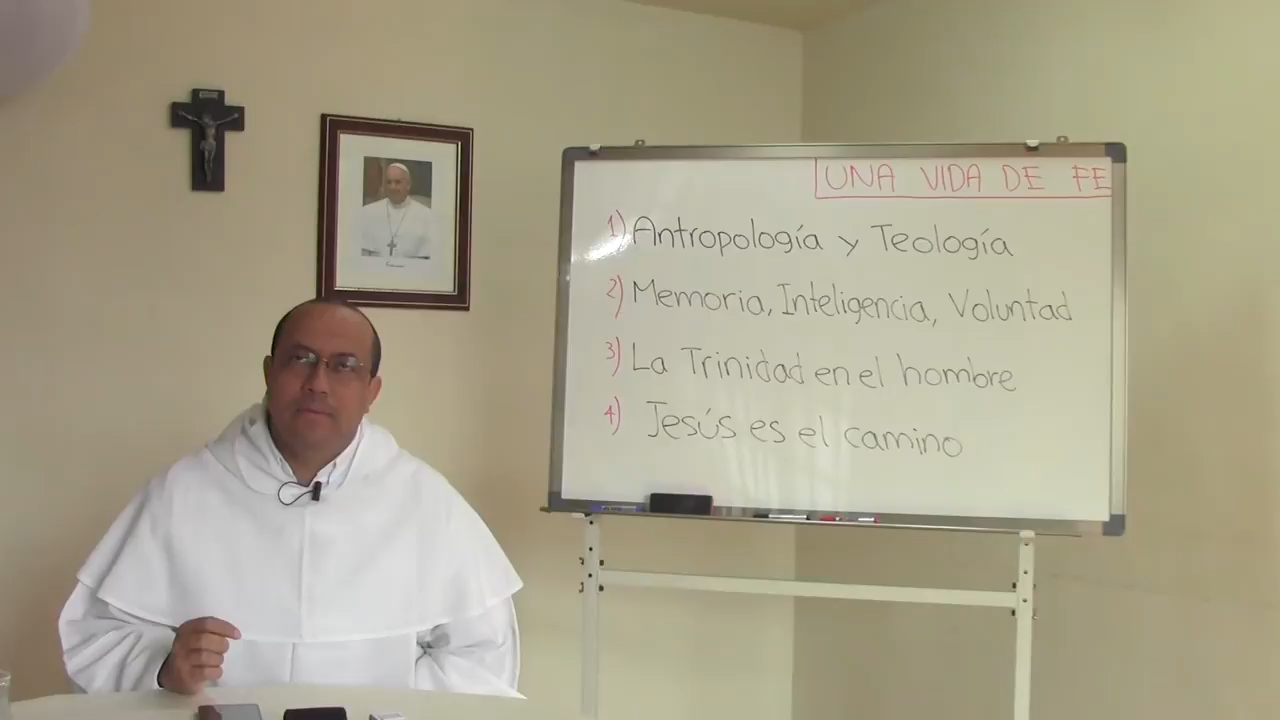 UNA VIDA DE FE
1) Antropología y Teología
2) Memoria, Inteligencia, Voluntad
3) La Trinidad en el hombre
4) Jesús es el camino